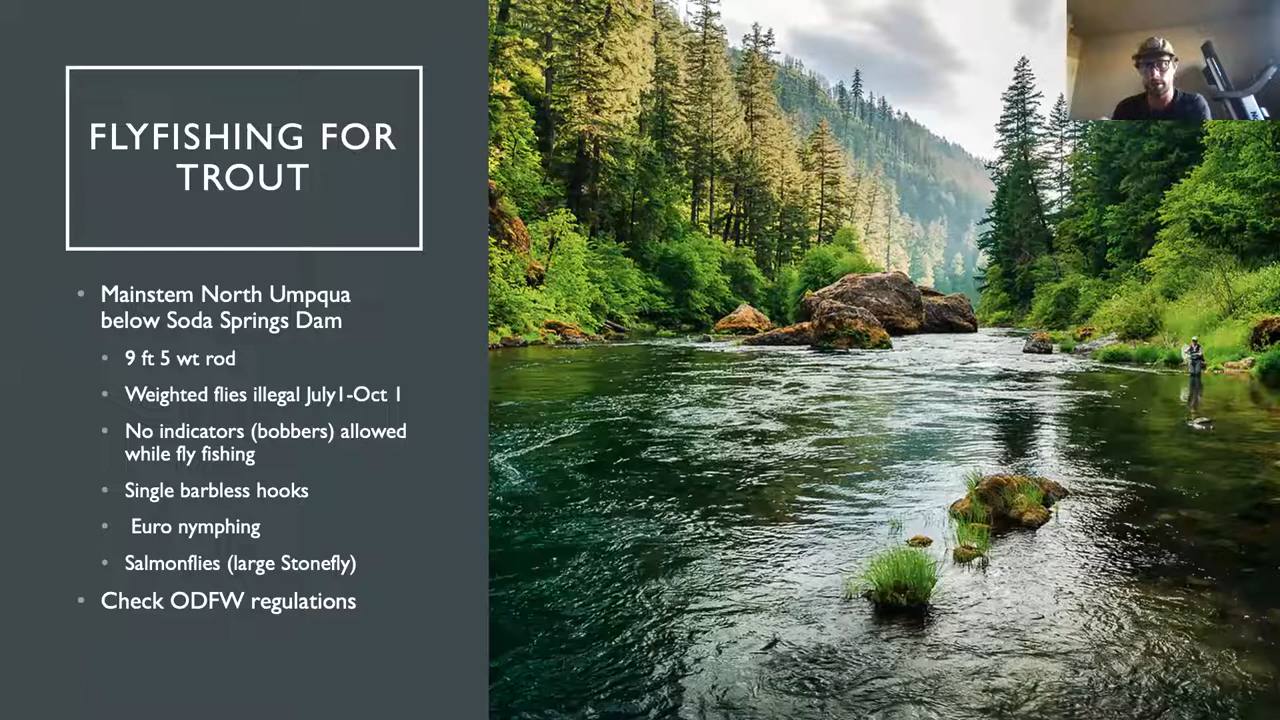 FLYFISHING FOR
TROUT
• Mainstem North Umpqua
below Soda Springs Dam
• 9 ft 5 wt rod
• Weighted flies illegal July1-Oct 1
• No indicators (bobbers) allowed
while fly fishing
• Single barbless hooks
• Euro nymphing
• Salmonflies (large Stonefly)
• Check ODFW regulations